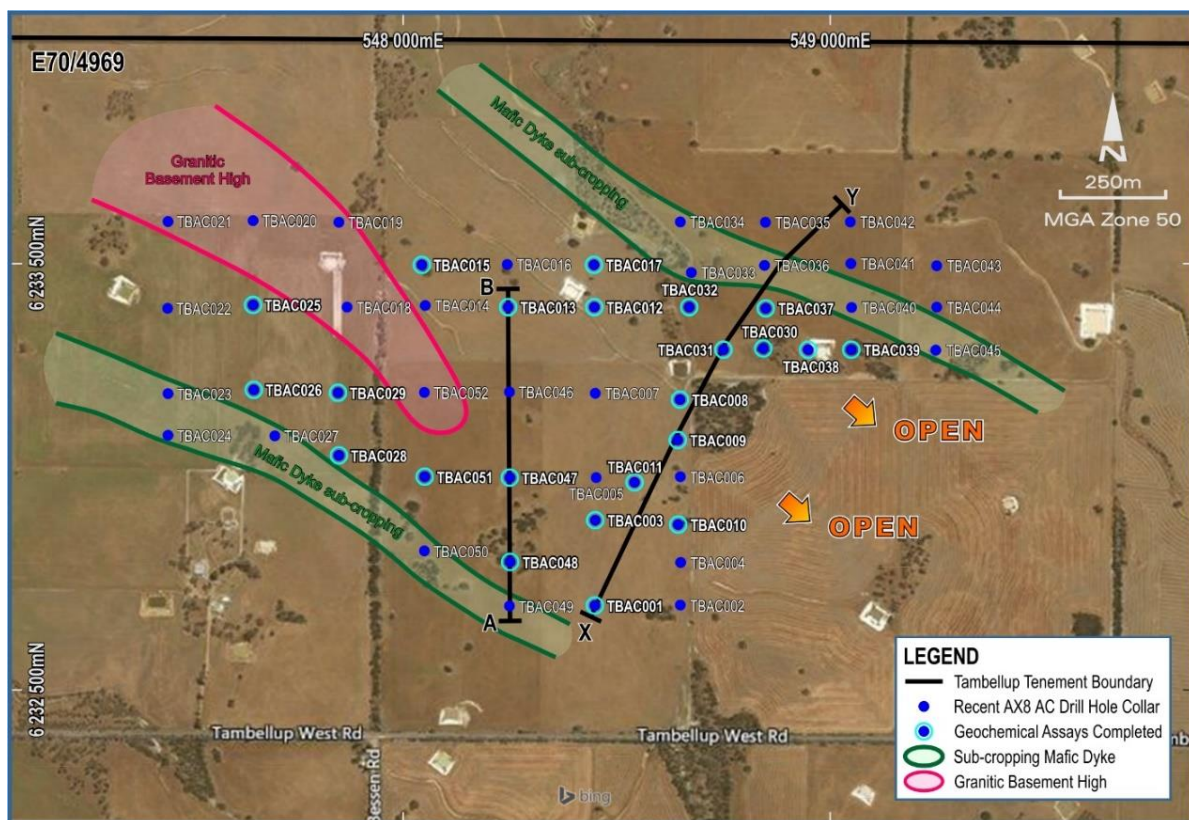 548 000mE
549 000mE
E70/4969
Mafic Dyke sub-cropping
Granitic
Basement High
N
250m
MGA Zone 50
Y
TBAC021
TBAC020
TBAC019
TBAC034
TBAC035
TBAC042
6 233 500mN
TBAC015
TBAC016
TBAC017
TBAC033
TBAC036
TBAC041
TBAC043
B
TBAC032
TBAC022
TBAC025
TBAC018
TBAC014
TBAC013
TBAC012
TBAC037
TBAC040
TBAC044
TBAC031
TBAC030
TBAC038
TBAC039
TBAC045
TBAC023
TBAC026
TBAC029
TBAC052
TBAC046
TBAC007
TBAC008
OPEN
TBAC024
TBAC027
TBAC009
TBAC028
Mafic Dyke sub-cropping
TBAC051
TBAC047
TBAC011
TBAC005
TBAC006
TBAC003
TBAC010
OPEN
TBAC050
TBAC048
TBAC004
TBAC049
TBAC001
TBAC002
A
X
6 232 500mN
Tambellup West Rd
Tambellup West Rd
Bessen Rd
bing
LEGEND
Tambellup Tenement Boundary
Recent AX8 AC Drill Hole Collar
Geochemical Assays Completed
Sub-cropping Mafic Dyke
Granitic Basement High